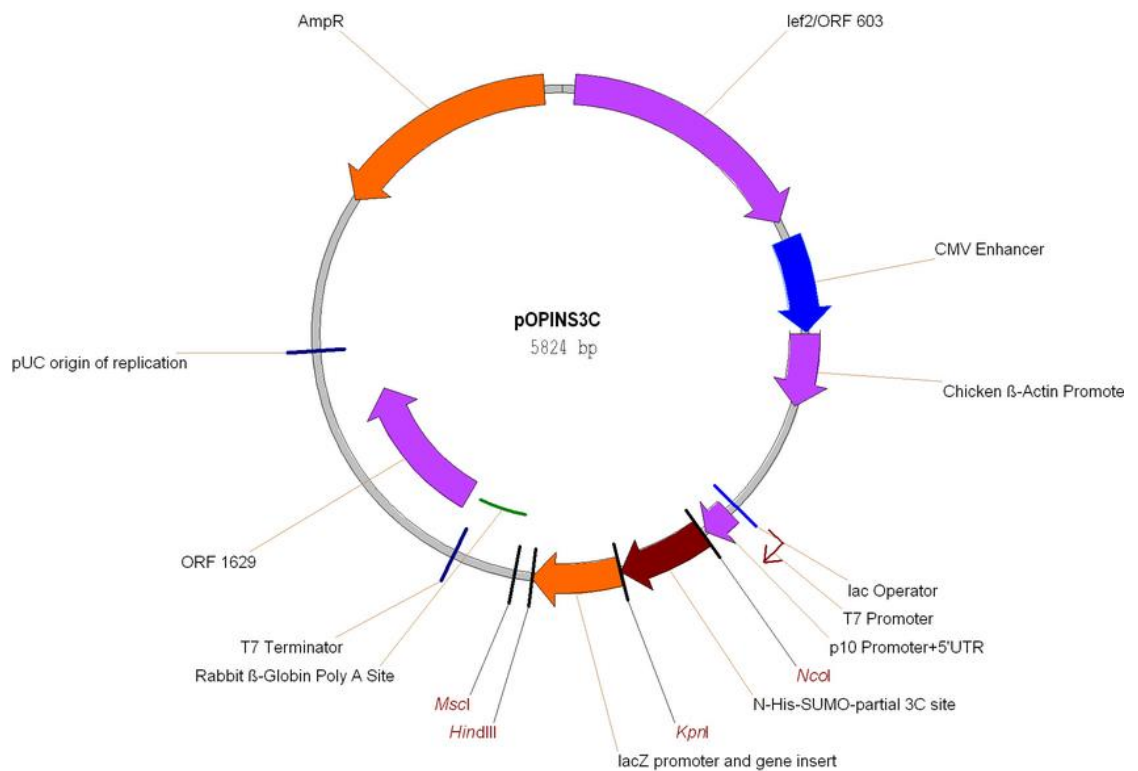 AmpR
lef2/ORF 603
CMV Enhancer
pOPINS3C
5824 bp
pUC origin of replication
Chicken ß-Actin Promote
ORF 1629
lac Operator
T7 Promoter
T7 Terminator
p10 Promoter+5'UTR
Rabbit ß-Globin Poly A Site
NcoI
MscI
N-His-SUMO-partial 3C site
HindIII
KpnI
lacZ promoter and gene insert